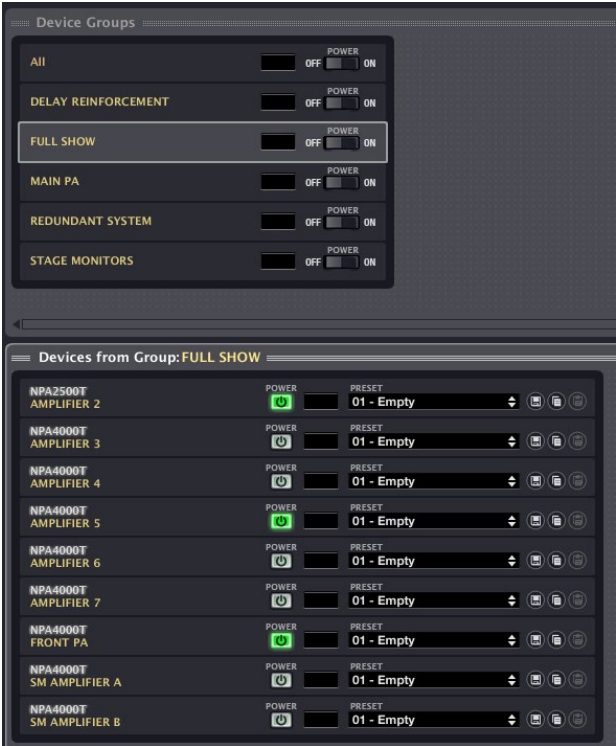 Device Groups
All OFF POWER ON
DELAY REINFORCEMENT OFF POWER ON
FULL SHOW OFF POWER ON
MAIN PA OFF POWER ON
REDUNDANT SYSTEM OFF POWER ON
STAGE MONITORS OFF POWER ON
Devices from Group: FULL SHOW
NPA2500T POWER PRESET
AMPLIFIER 2 01 - Empty
NPA4000T POWER PRESET
AMPLIFIER 3 01 - Empty
NPA4000T POWER PRESET
AMPLIFIER 4 01 - Empty
NPA4000T POWER PRESET
AMPLIFIER 5 01 - Empty
NPA4000T POWER PRESET
AMPLIFIER 6 01 - Empty
NPA4000T POWER PRESET
AMPLIFIER 7 01 - Empty
NPA4000T POWER PRESET
FRONT PA 01 - Empty
NPA4000T POWER PRESET
SM AMPLIFIER A 01 - Empty
NPA4000T POWER PRESET
SM AMPLIFIER B 01 - Empty